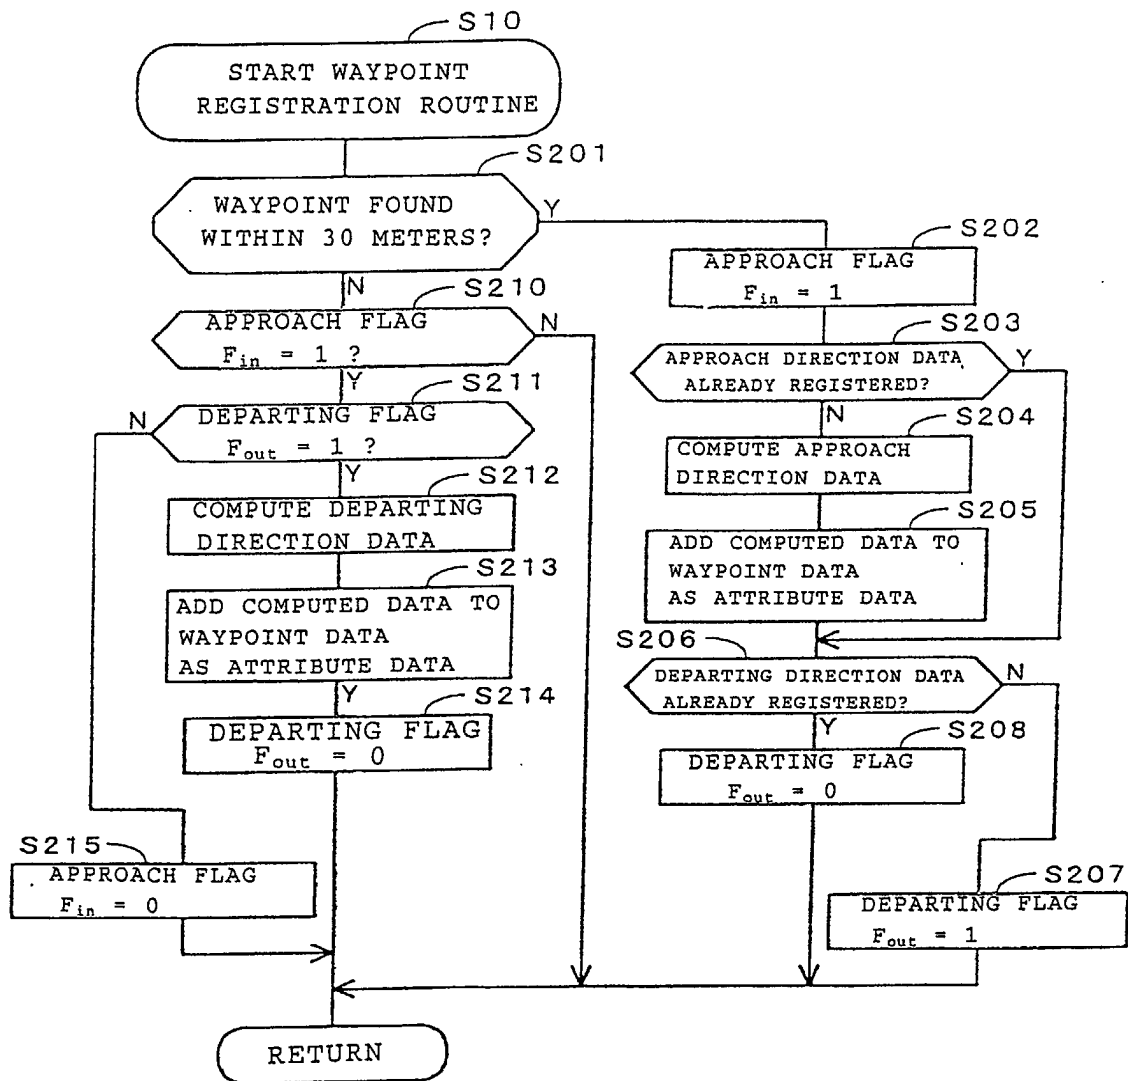 S10
START WAYPOINT
REGISTRATION ROUTINE
S201
WAYPOINT FOUND
WITHIN 30 METERS?
Y
N
S202
APPROACH FLAG
Fin = 1
S210
APPROACH FLAG
Fin = 1 ?
N
Y
S203
APPROACH DIRECTION DATA
ALREADY REGISTERED?
Y
N
S211
DEPARTING FLAG
Fout = 1 ?
N
Y
S204
COMPUTE APPROACH
DIRECTION DATA
S212
COMPUTE DEPARTING
DIRECTION DATA
S205
ADD COMPUTED DATA TO
WAYPOINT DATA
AS ATTRIBUTE DATA
S213
ADD COMPUTED DATA TO
WAYPOINT DATA
AS ATTRIBUTE DATA
Y
S206
DEPARTING DIRECTION DATA
ALREADY REGISTERED?
N
Y
S214
DEPARTING FLAG
Fout = 0
S208
DEPARTING FLAG
Fout = 0
S215
APPROACH FLAG
Fin = 0
S207
DEPARTING FLAG
Fout = 1
RETURN